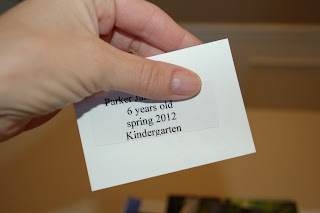 Parker
6 years old
spring 2012
Kindergarten